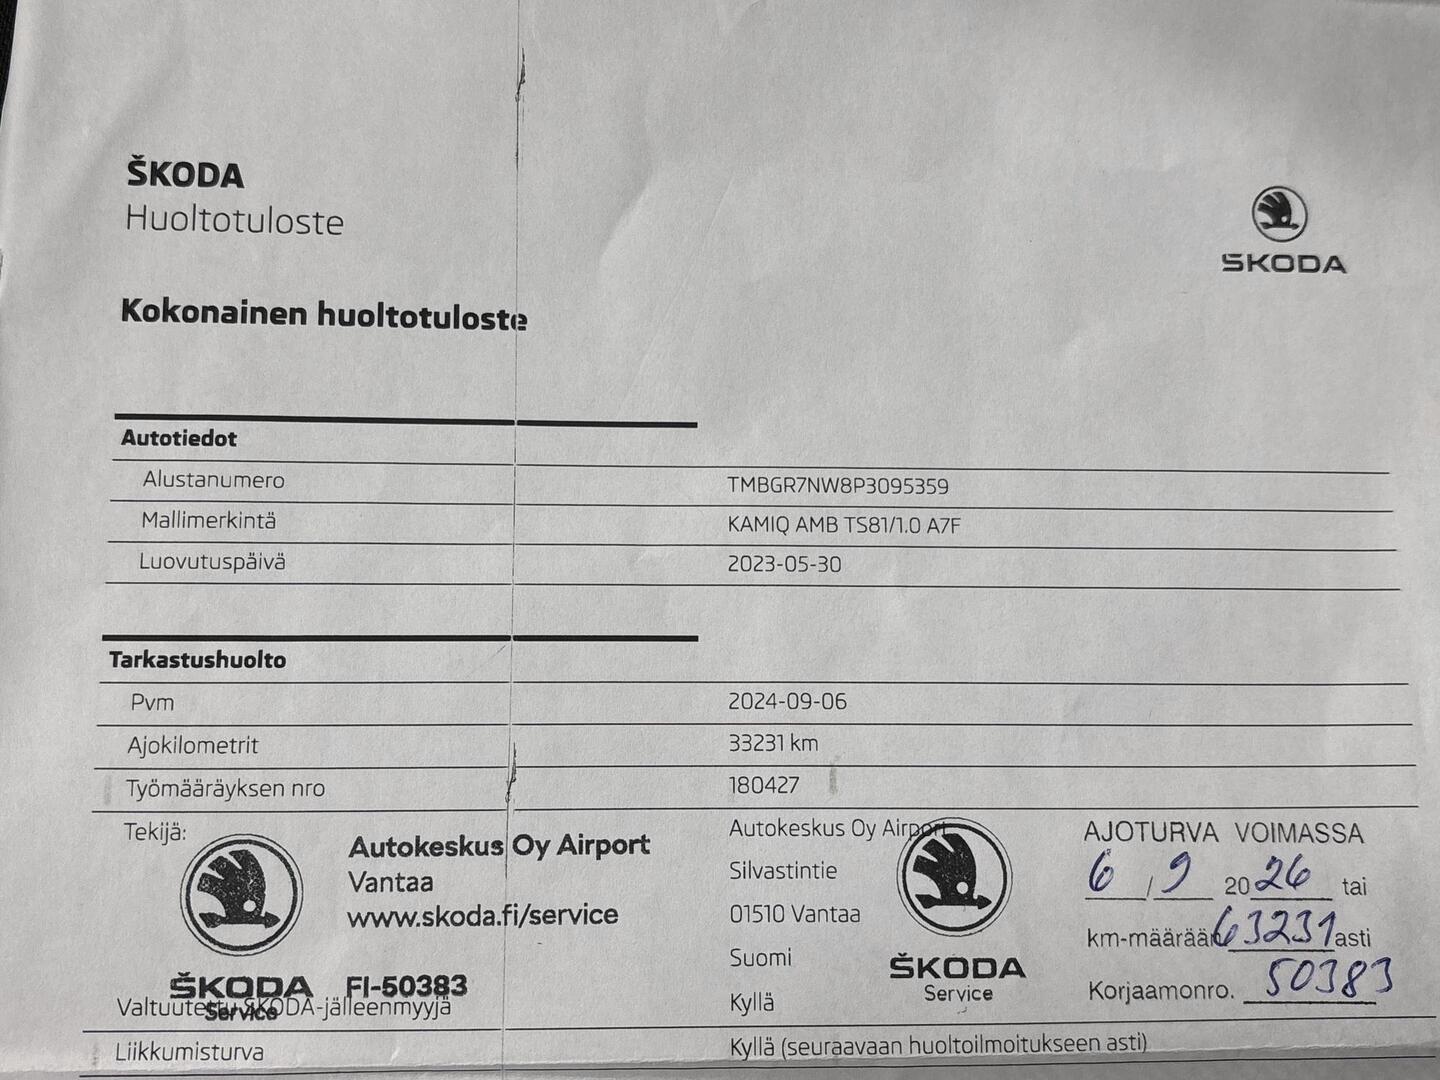 ŠKODA
Huoltotuloste
SKODA
Kokonainen huoltotuloste
Autotiedot
Alustanumero TMBGR7NW8P3095359
Mallimerkintä KAMIQ AMB TS81/1.0 A7F
Luovutuspäivä 2023-05-30
Tarkastushuolto
Pvm 2024-09-06
Ajokilometrit 33231 km
Työmääräyksen nro 180427
Tekijä: Autokeskus Oy Airport
Silvastintie
01510 Vantaa
Suomi
Autokeskus Oy Airport
Vantaa
www.skoda.fi/service
ŠKODA FI-50383
Service
ŠKODA
Service
AJOTURVA VOIMASSA
6 / 9 2026 tai
km-määrään 63231 asti
Korjaamonro. 50383
Valtuutettu ŠKODA-jälleenmyyjä Kyllä
Liikkumisturva Kyllä (seuraavaan huoltoilmoitukseen asti)